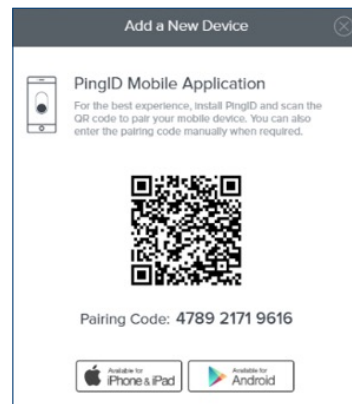 Add a New Device
PingID Mobile Application
For the best experience, install PingID and scan the
QR code to pair your mobile device. You can also
enter the pairing code manually when required.
Pairing Code: 4789 2171 9616
Available for
iPhone & iPad
Available for
Android